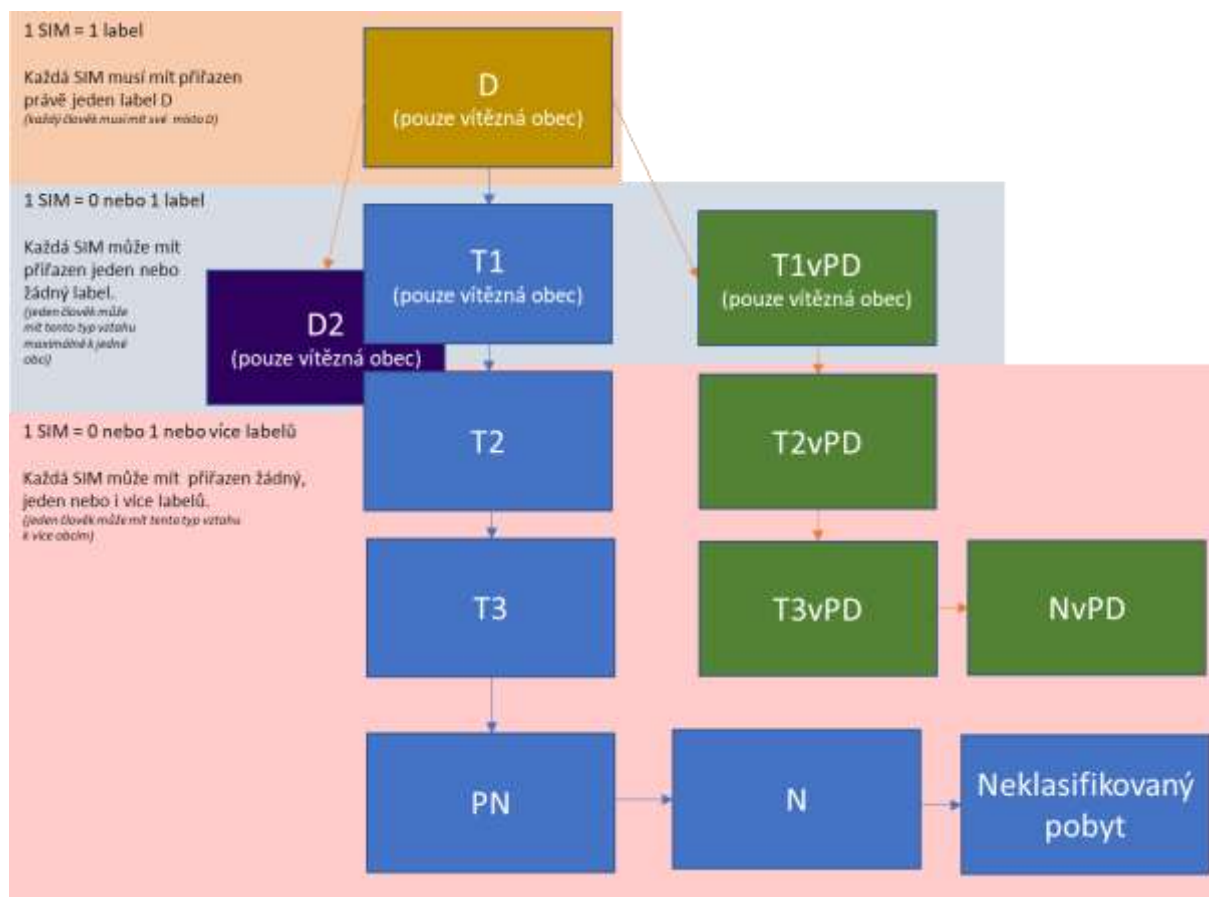 1 SIM = 1 label
Každá SIM musí mít přiřazen
právě jeden label D
(každý člověk musí mít své místo D)
D
(pouze vítězná obec)
1 SIM = 0 nebo 1 label
Každá SIM může mít
přiřazen jeden nebo
žádný label.
(jeden člověk může
mít tento typ vztahu
maximálně k jedné
obci)
D2
(pouze vítězná obec)
T1
(pouze vítězná obec)
T1vPD
(pouze vítězná obec)
1 SIM = 0 nebo 1 nebo více labelů
Každá SIM může mít přiřazen žádný,
jeden nebo i více labelů.
(jeden člověk může mít tento typ vztahu
k více obcím)
T2
T2vPD
T3
T3vPD
NvPD
PN
N
Neklasifikovaný
pobyt